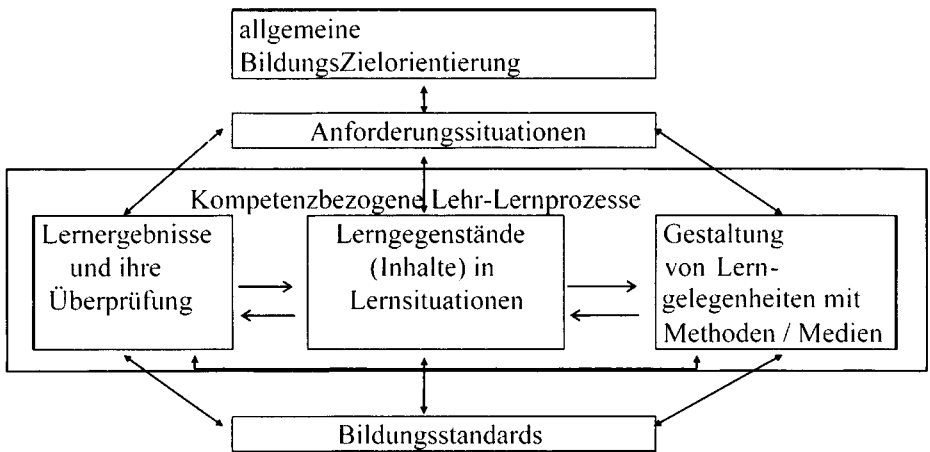 allgemeine
BildungsZielorientierung
Anforderungssituationen
Kompetenzbezogene Lehr-Lernprozesse
Lernergebnisse
und ihre
Überprüfung
Lerngegenstände
(Inhalte) in
Lernsituationen
Gestaltung
von Lern-
gelegenheiten mit
Methoden / Medien
Bildungsstandards